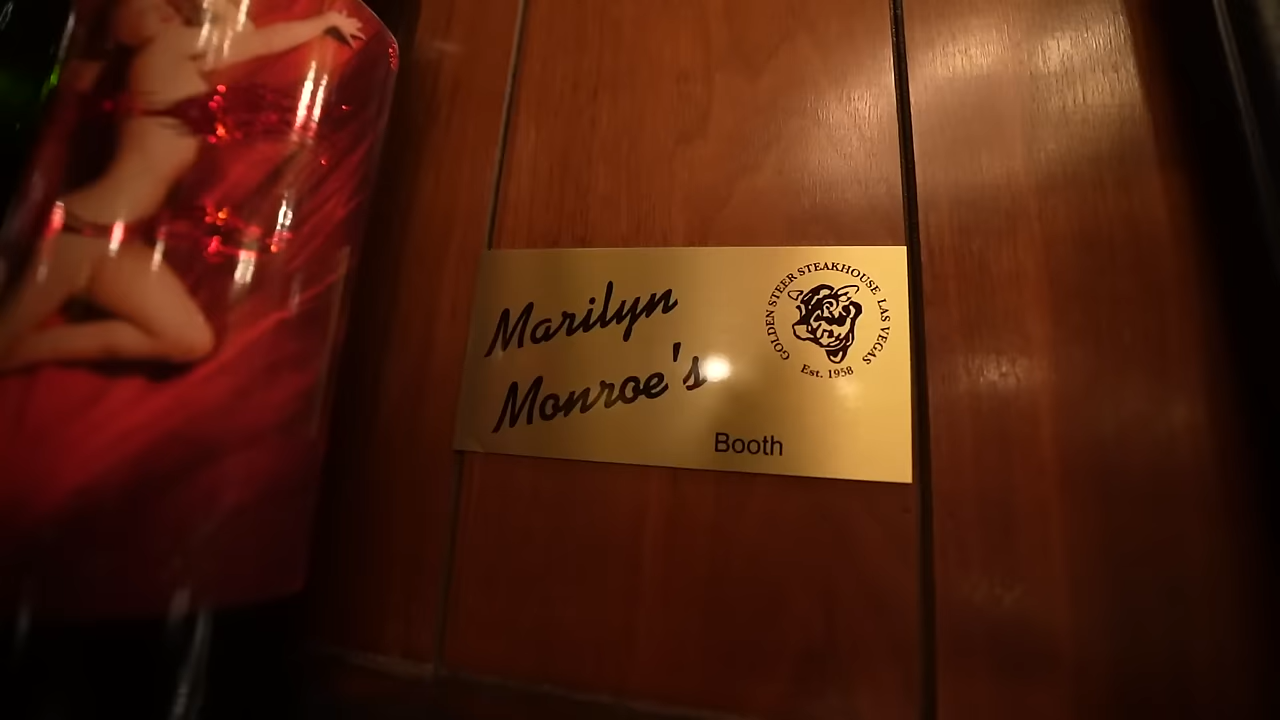 Marilyn
Monroe's
Booth
GOLDEN STEER STEAKHOUSE LAS VEGAS
Est. 1958